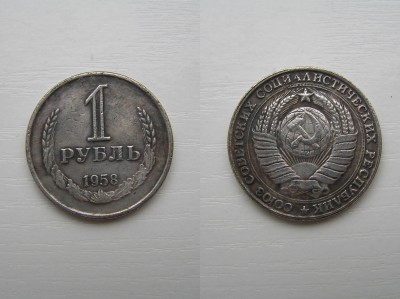 1
РУБЛЬ
1958
СОЮЗ СОВЕТСКИХ СОЦИАЛИСТИЧЕСКИХ РЕСПУБЛИК